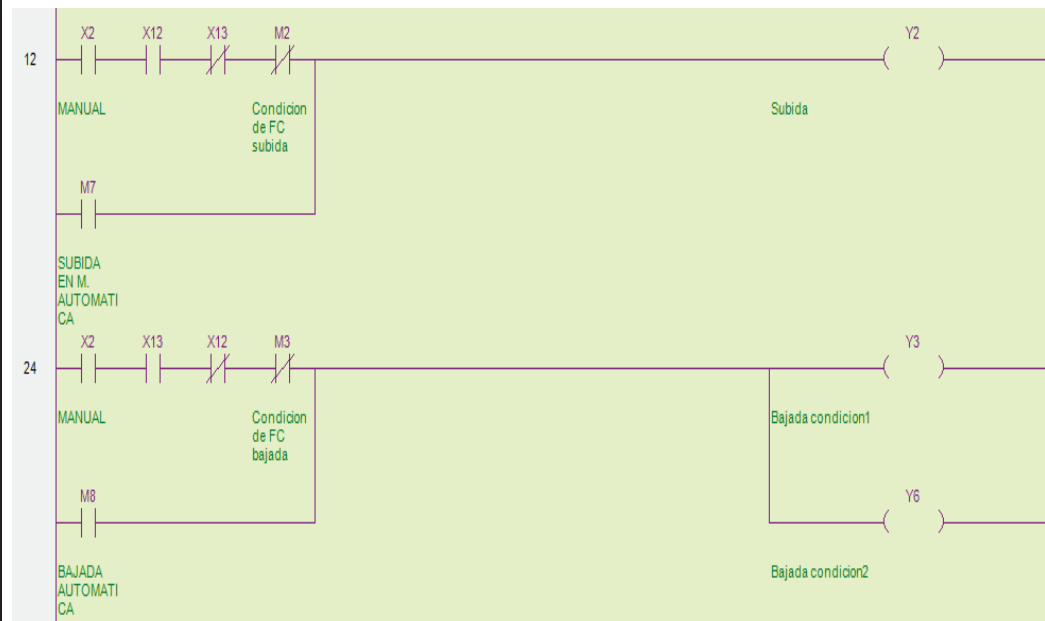 X2 X12 X13 M2 Y2
12
MANUAL Condicion Subida
de FC
subida
M7
SUBIDA
EN M.
AUTOMATI
CA
X2 X13 X12 M3 Y3
24
MANUAL Condicion Bajada condicion1
de FC
bajada
M8 Y6
BAJADA Bajada condicion2
AUTOMATI
CA